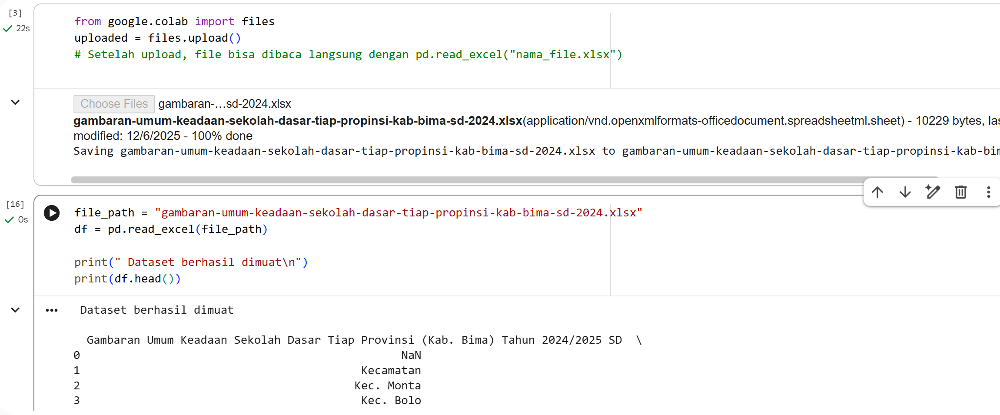 [3]
22s
from google.colab import files
uploaded = files.upload()
# Setelah upload, file bisa dibaca langsung dengan pd.read_excel("nama_file.xlsx")
Choose Files gambaran-...sd-2024.xlsx
gambaran-umum-keadaan-sekolah-dasar-tiap-propinsi-kab-bima-sd-2024.xlsx(application/vnd.openxmlformats-officedocument.spreadsheetml.sheet) - 10229 bytes, las
modified: 12/6/2025 - 100% done
Saving gambaran-umum-keadaan-sekolah-dasar-tiap-propinsi-kab-bima-sd-2024.xlsx to gambaran-umum-keadaan-sekolah-dasar-tiap-propinsi-kab-bim
[16]
0s
file_path = "gambaran-umum-keadaan-sekolah-dasar-tiap-propinsi-kab-bima-sd-2024.xlsx"
df = pd.read_excel(file_path)
print(" Dataset berhasil dimuat\n")
print(df.head())
Dataset berhasil dimuat
Gambaran Umum Keadaan Sekolah Dasar Tiap Provinsi (Kab. Bima) Tahun 2024/2025 SD \
0 NaN
1 Kecamatan
2 Kec. Monta
3 Kec. Bolo